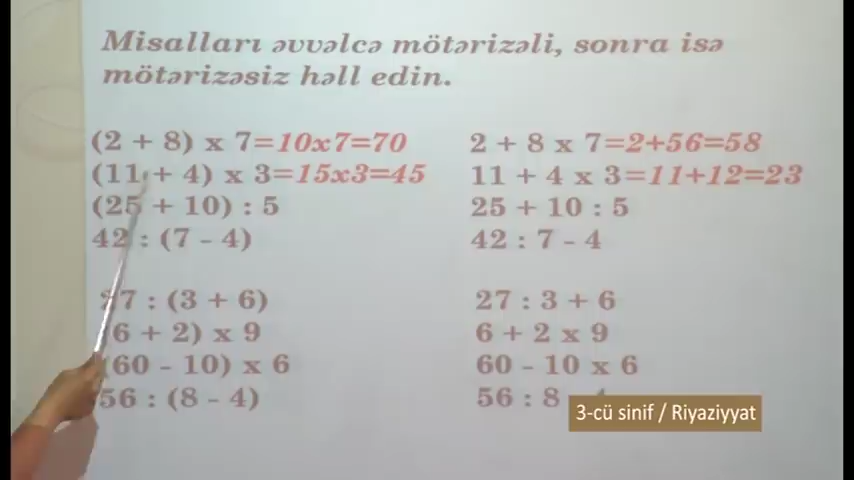 Misalları əvvəlcə mötərizəli, sonra isə
mötərizəsiz həll edin.
(2 + 8) x 7=10x7=70
(11 + 4) x 3=15x3=45
(25 + 10) : 5
42 : (7 - 4)
27 : (3 + 6)
(6 + 2) x 9
(60 - 10) x 6
56 : (8 - 4)
2 + 8 x 7=2+56=58
11 + 4 x 3=11+12=23
25 + 10 : 5
42 : 7 - 4
27 : 3 + 6
6 + 2 x 9
60 - 10 x 6
56 : 8
3-cü sinif / Riyaziyyat